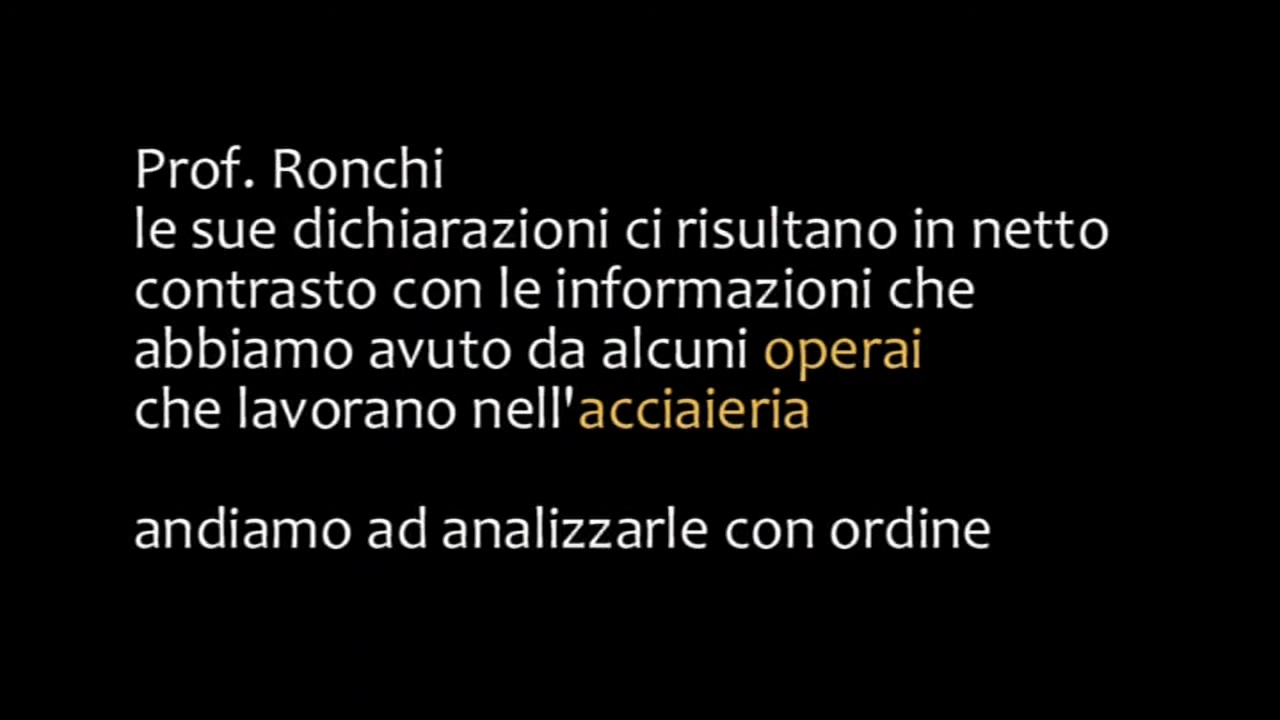 Prof. Ronchi
le sue dichiarazioni ci risultano in netto
contrasto con le informazioni che
abbiamo avuto da alcuni operai
che lavorano nell'acciaieria
andiamo ad analizzarle con ordine